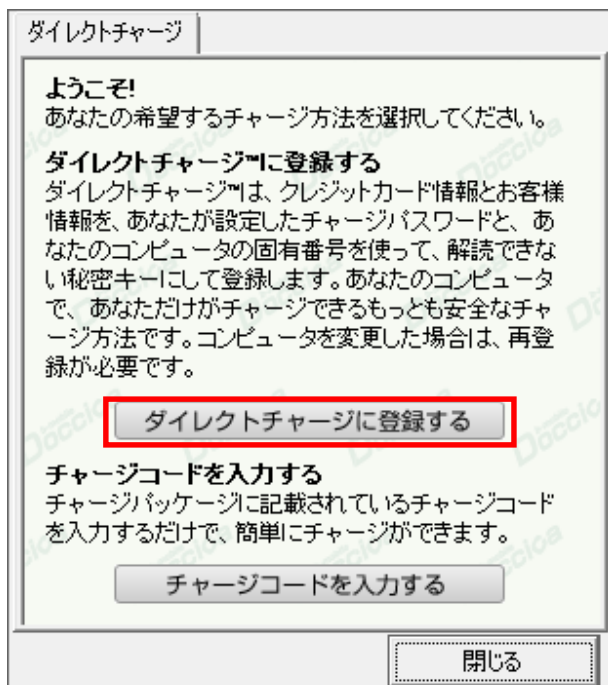 ダイレクトチャージ
ようこそ!
あなたの希望するチャージ方法を選択してください。
ダイレクトチャージ™に登録する
ダイレクトチャージ™は、クレジットカード情報とお客様
情報を、あなたが設定したチャージパスワードと、あ
なたのコンピュータの固有番号を使って、解読できな
い秘密キーにして登録します。あなたのコンピュータ
で、あなただけがチャージできるもっとも安全なチャ
ージ方法です。コンピュータを変更した場合は、再登
録が必要です。
ダイレクトチャージに登録する
チャージコードを入力する
チャージパッケージに記載されているチャージコード
を入力するだけで、簡単にチャージができます。
チャージコードを入力する
閉じる